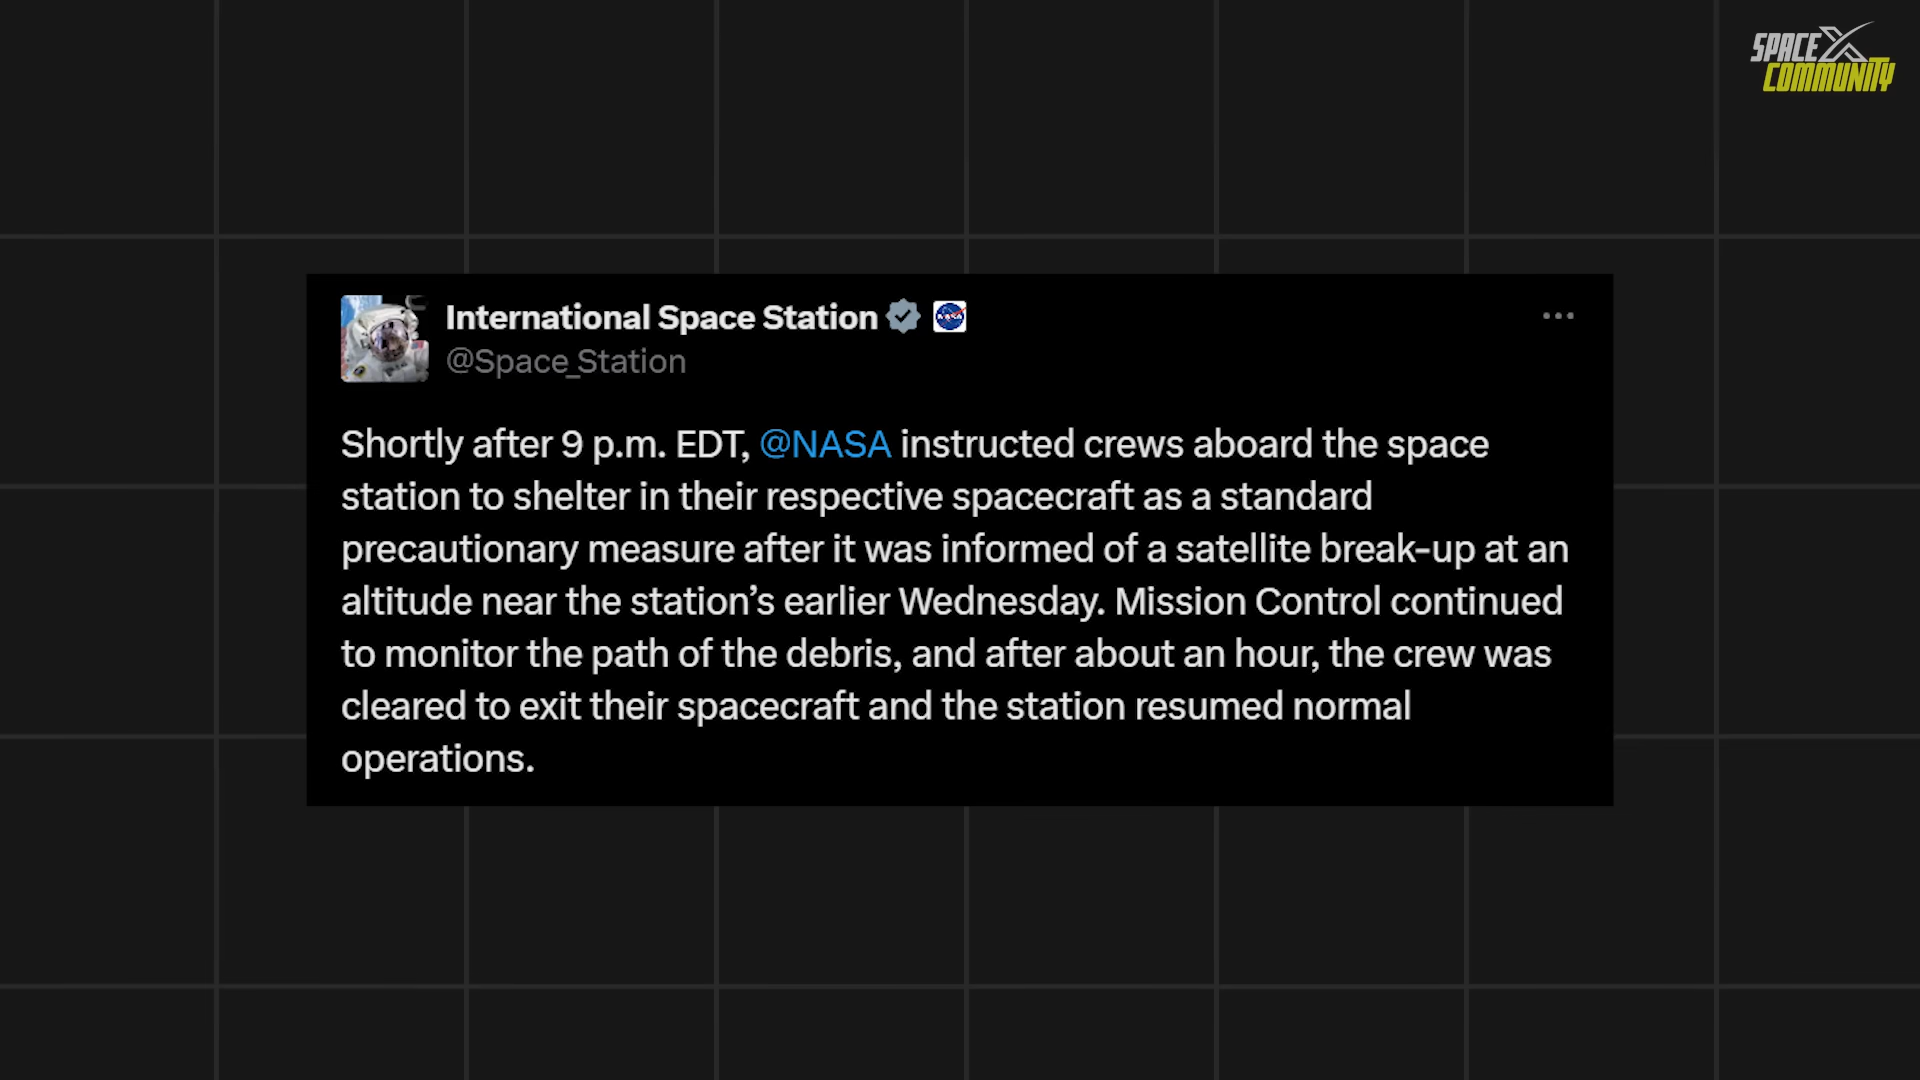 SPACEX
COMMUNITY
International Space Station
NASA
@Space_Station
Shortly after 9 p.m. EDT, @NASA instructed crews aboard the space
station to shelter in their respective spacecraft as a standard
precautionary measure after it was informed of a satellite break-up at an
altitude near the station’s earlier Wednesday. Mission Control continued
to monitor the path of the debris, and after about an hour, the crew was
cleared to exit their spacecraft and the station resumed normal
operations.